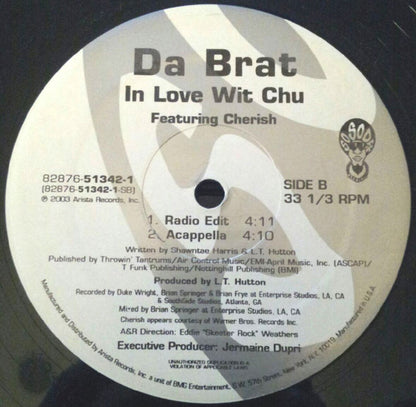 Da Brat
In Love Wit Chu
Featuring Cherish
SO SO DEF
82876-51342-1
(82876-51342-1-SB)
℗ 2003 Arista Records, Inc.
SIDE B
33 1/3 RPM
1. Radio Edit 4:11
2. Acappella 4:10
Written by Shawntae Harris & L.T. Hutton
Published by Throwin' Tantrums/Air Control Music/EMI-April Music, Inc. (ASCAP)/
T Funk Publishing/Nottinghill Publishing (BMI)
Produced by L.T. Hutton
Recorded by Duke Wright, Brian Springer & Brian Frye at Enterprise Studios, LA, CA
& SouthSide Studios, Atlanta, GA
Mixed by Brian Springer at Enterprise Studios, LA, CA
Cherish appears courtesy of Warner Bros. Records Inc.
A&R Direction: Eddie "Skeeter Rock" Weathers
Executive Producer: Jermaine Dupri
UNAUTHORIZED DUPLICATION IS A
VIOLATION OF APPLICABLE LAWS
Manufactured and Distributed by Arista Records, Inc. a unit of BMG Entertainment, 6 W. 57th Street, New York, N.Y. 10019. Manufactured in U.S.A.